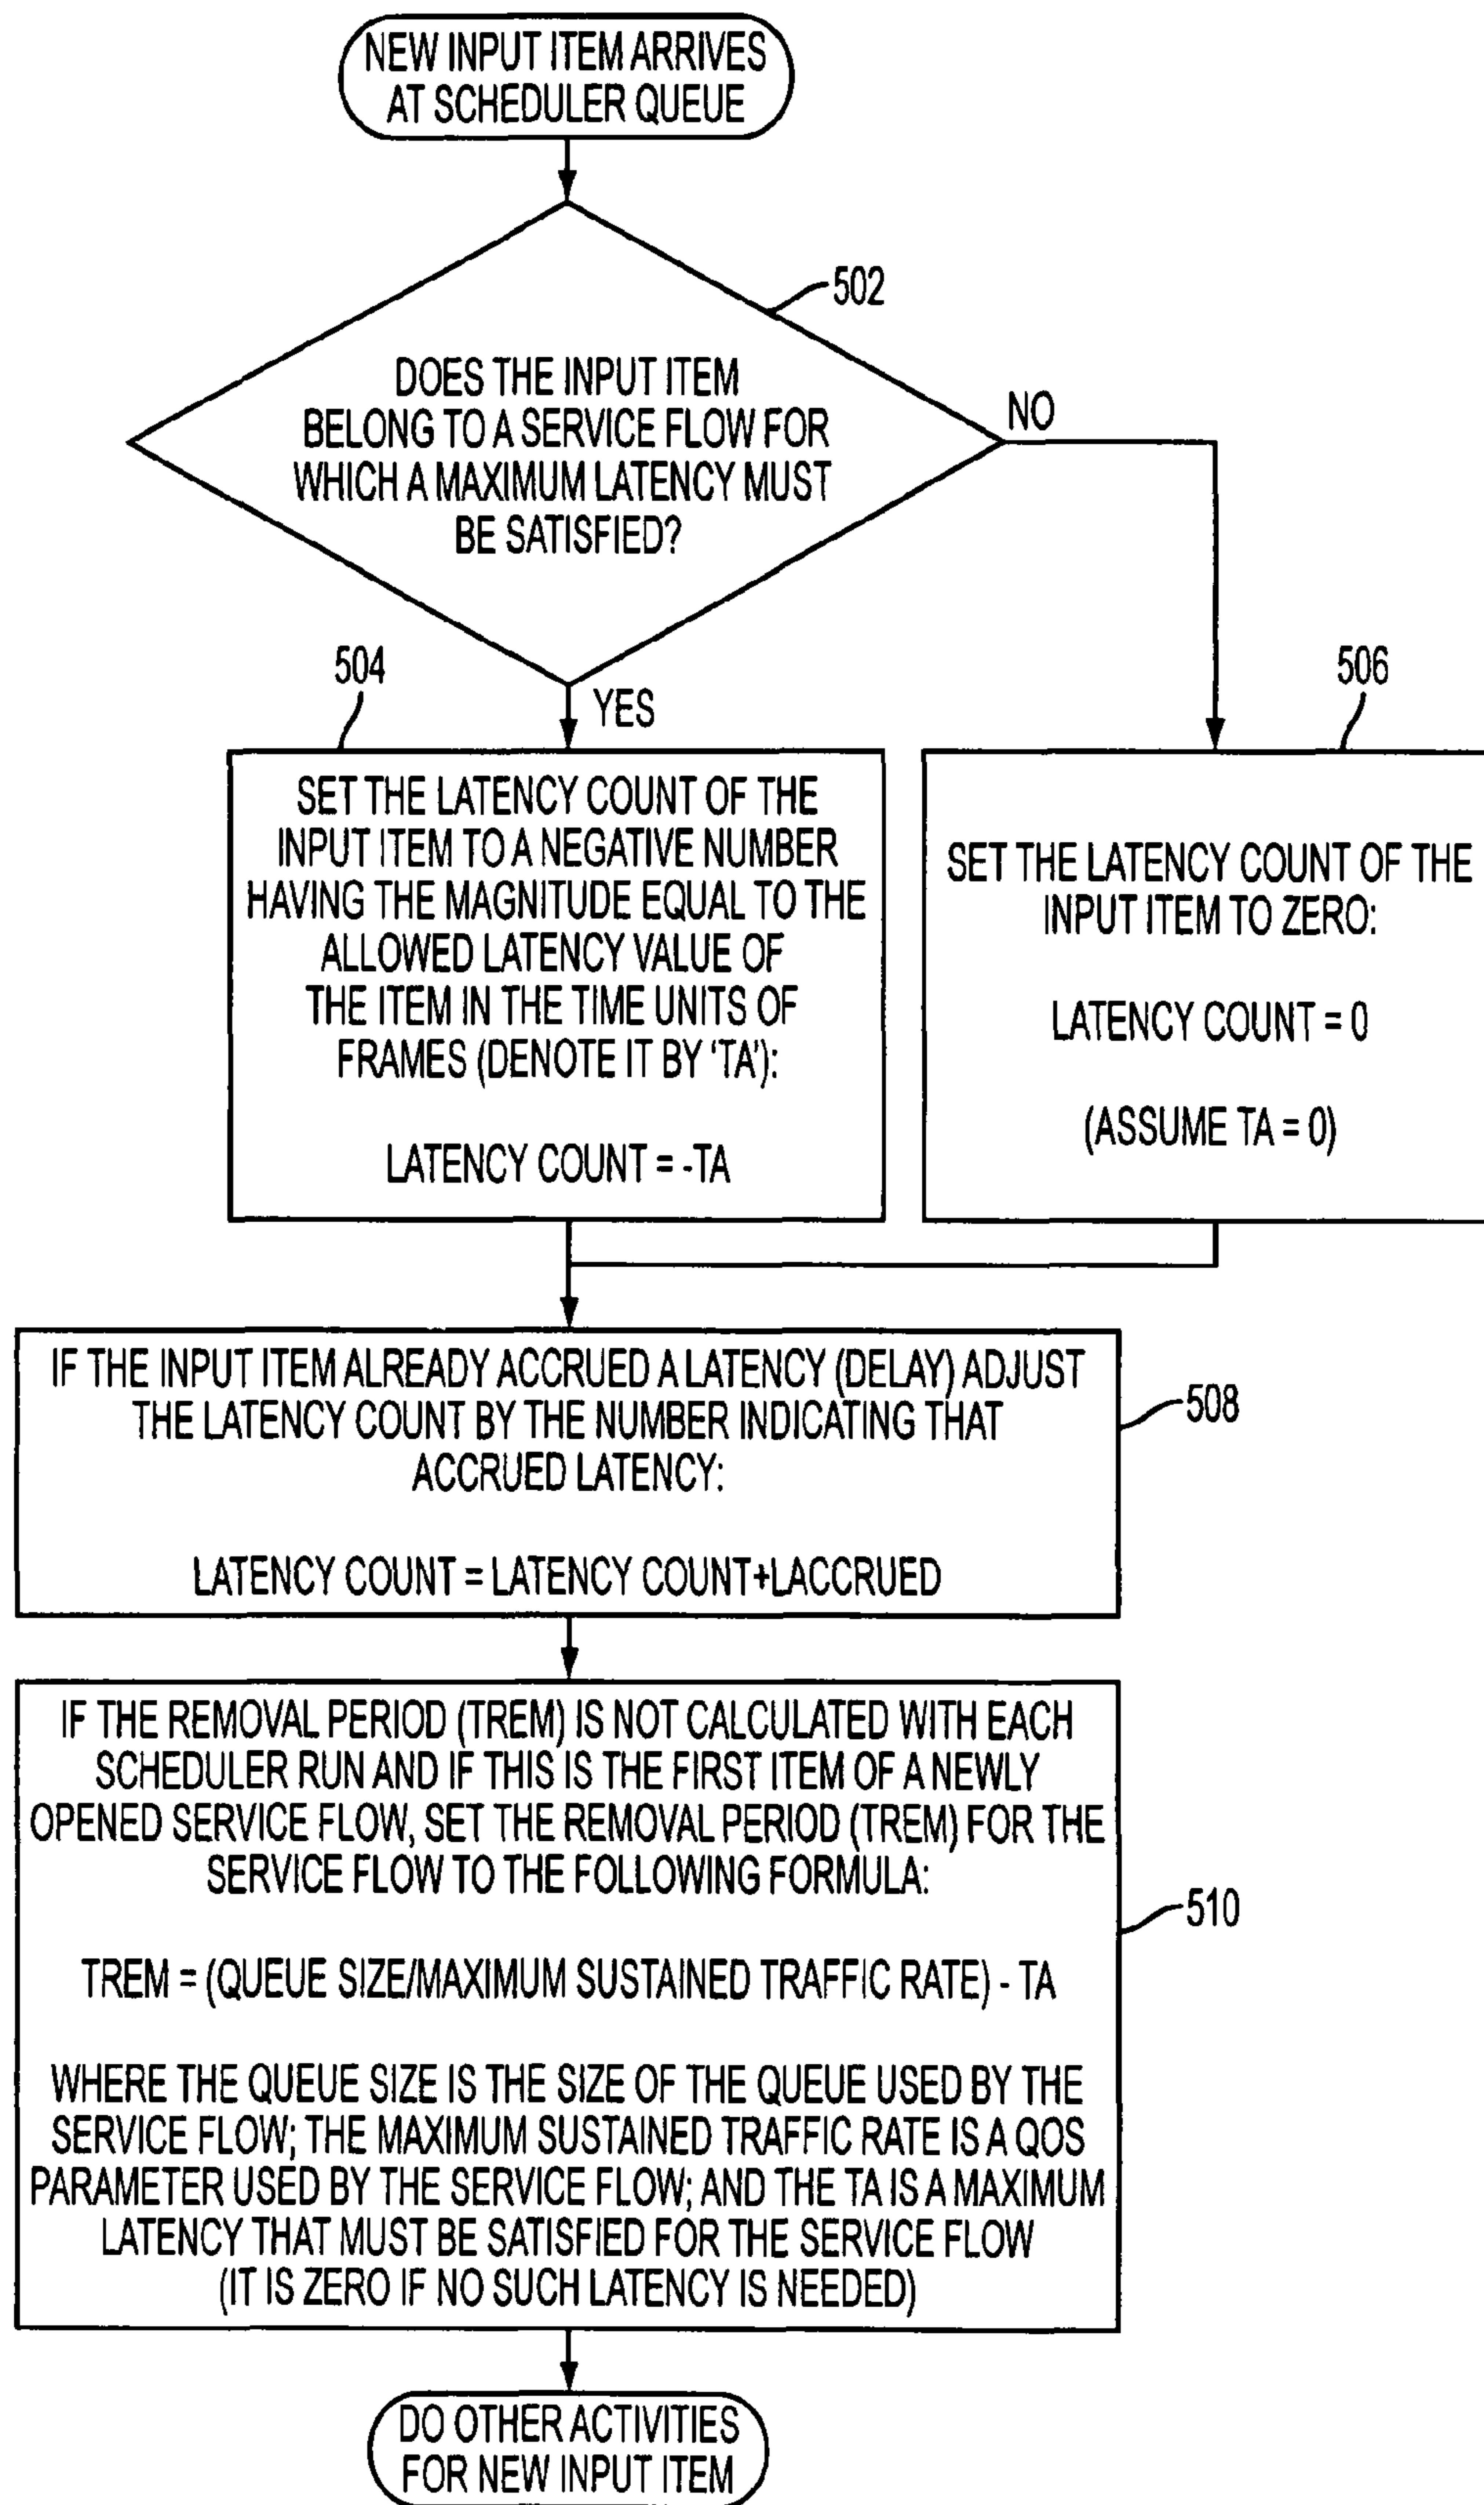 NEW INPUT ITEM ARRIVES
AT SCHEDULER QUEUE
502
DOES THE INPUT ITEM
BELONG TO A SERVICE FLOW FOR
WHICH A MAXIMUM LATENCY MUST
BE SATISFIED?
NO
YES
504
SET THE LATENCY COUNT OF THE
INPUT ITEM TO A NEGATIVE NUMBER
HAVING THE MAGNITUDE EQUAL TO THE
ALLOWED LATENCY VALUE OF
THE ITEM IN THE TIME UNITS OF
FRAMES (DENOTE IT BY 'TA'):
LATENCY COUNT = -TA
506
SET THE LATENCY COUNT OF THE
INPUT ITEM TO ZERO:
LATENCY COUNT = 0
(ASSUME TA = 0)
IF THE INPUT ITEM ALREADY ACCRUED A LATENCY (DELAY) ADJUST
THE LATENCY COUNT BY THE NUMBER INDICATING THAT
ACCRUED LATENCY:
LATENCY COUNT = LATENCY COUNT+LACCRUED
508
IF THE REMOVAL PERIOD (TREM) IS NOT CALCULATED WITH EACH
SCHEDULER RUN AND IF THIS IS THE FIRST ITEM OF A NEWLY
OPENED SERVICE FLOW, SET THE REMOVAL PERIOD (TREM) FOR THE
SERVICE FLOW TO THE FOLLOWING FORMULA:
TREM = (QUEUE SIZE/MAXIMUM SUSTAINED TRAFFIC RATE) - TA
WHERE THE QUEUE SIZE IS THE SIZE OF THE QUEUE USED BY THE
SERVICE FLOW; THE MAXIMUM SUSTAINED TRAFFIC RATE IS A QOS
PARAMETER USED BY THE SERVICE FLOW; AND THE TA IS A MAXIMUM
LATENCY THAT MUST BE SATISFIED FOR THE SERVICE FLOW
(IT IS ZERO IF NO SUCH LATENCY IS NEEDED)
510
DO OTHER ACTIVITIES
FOR NEW INPUT ITEM